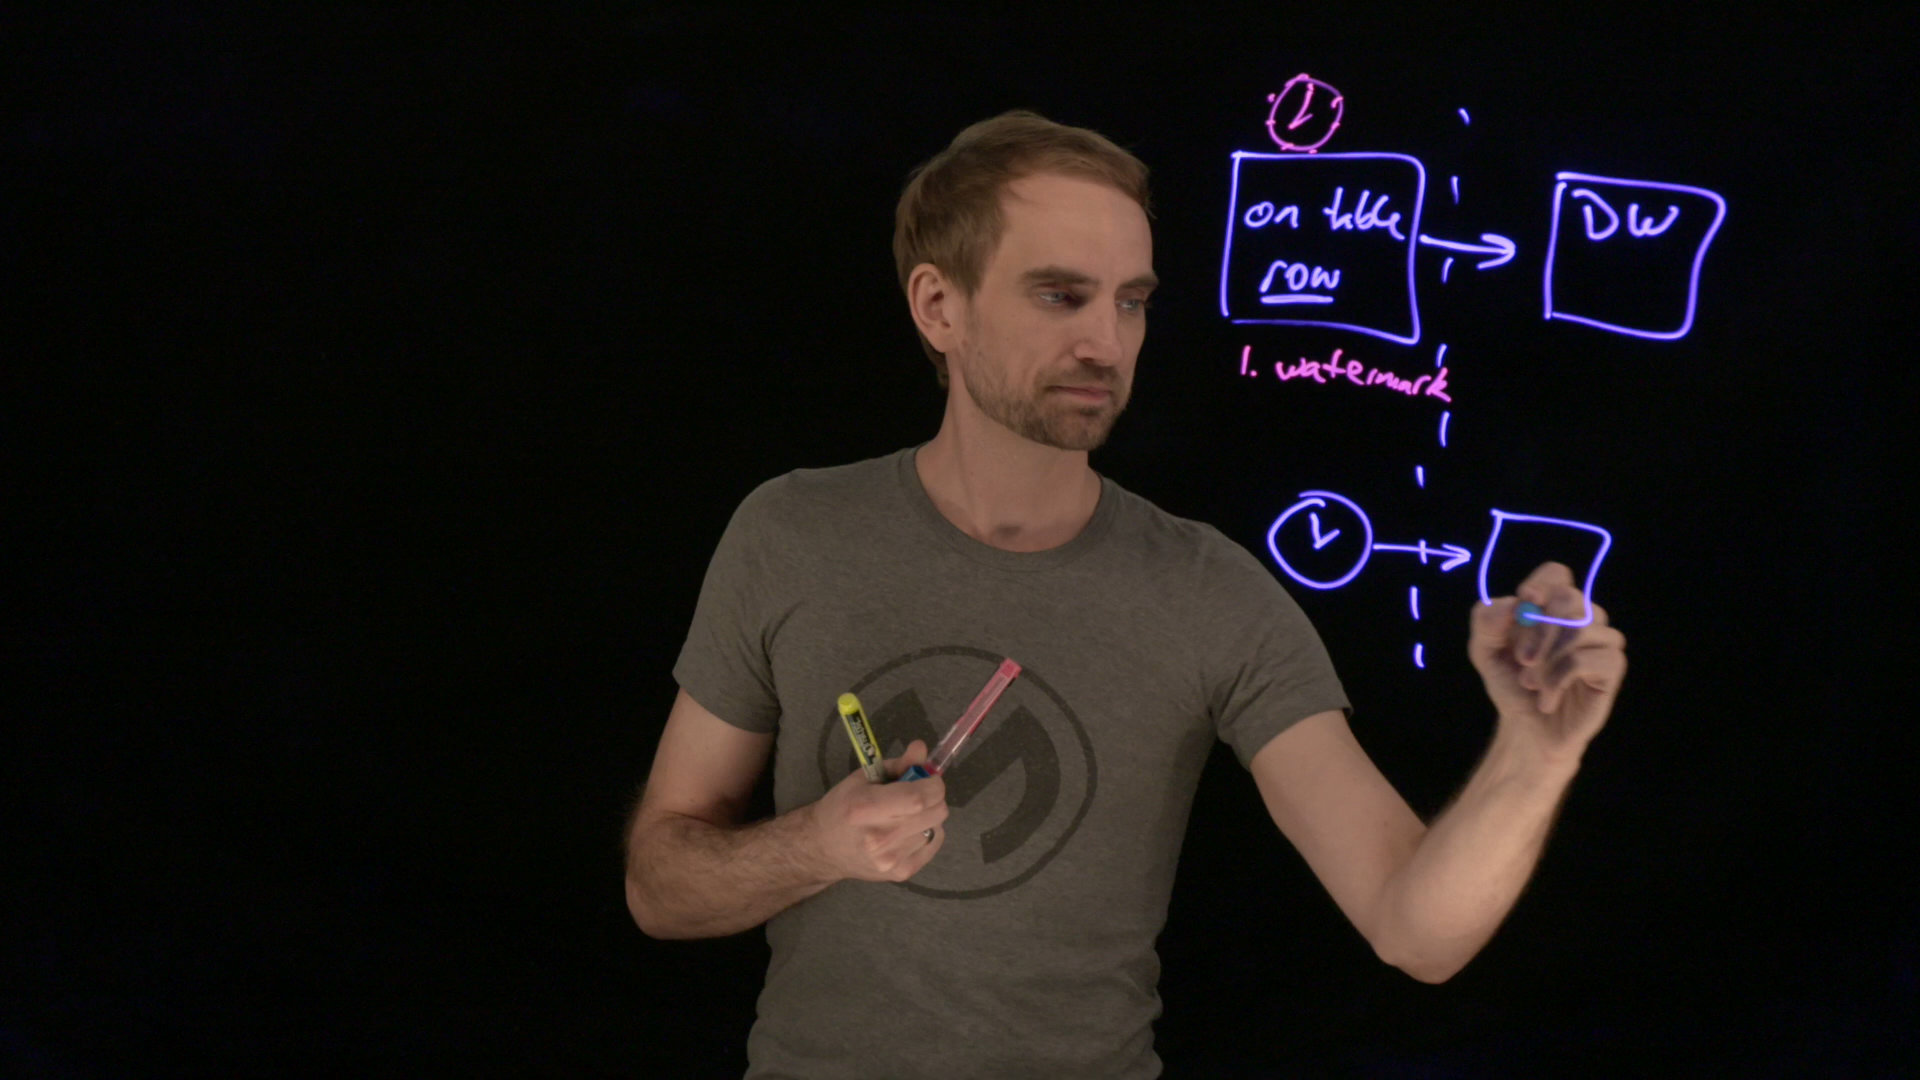 on table
row
DW
1. watermark